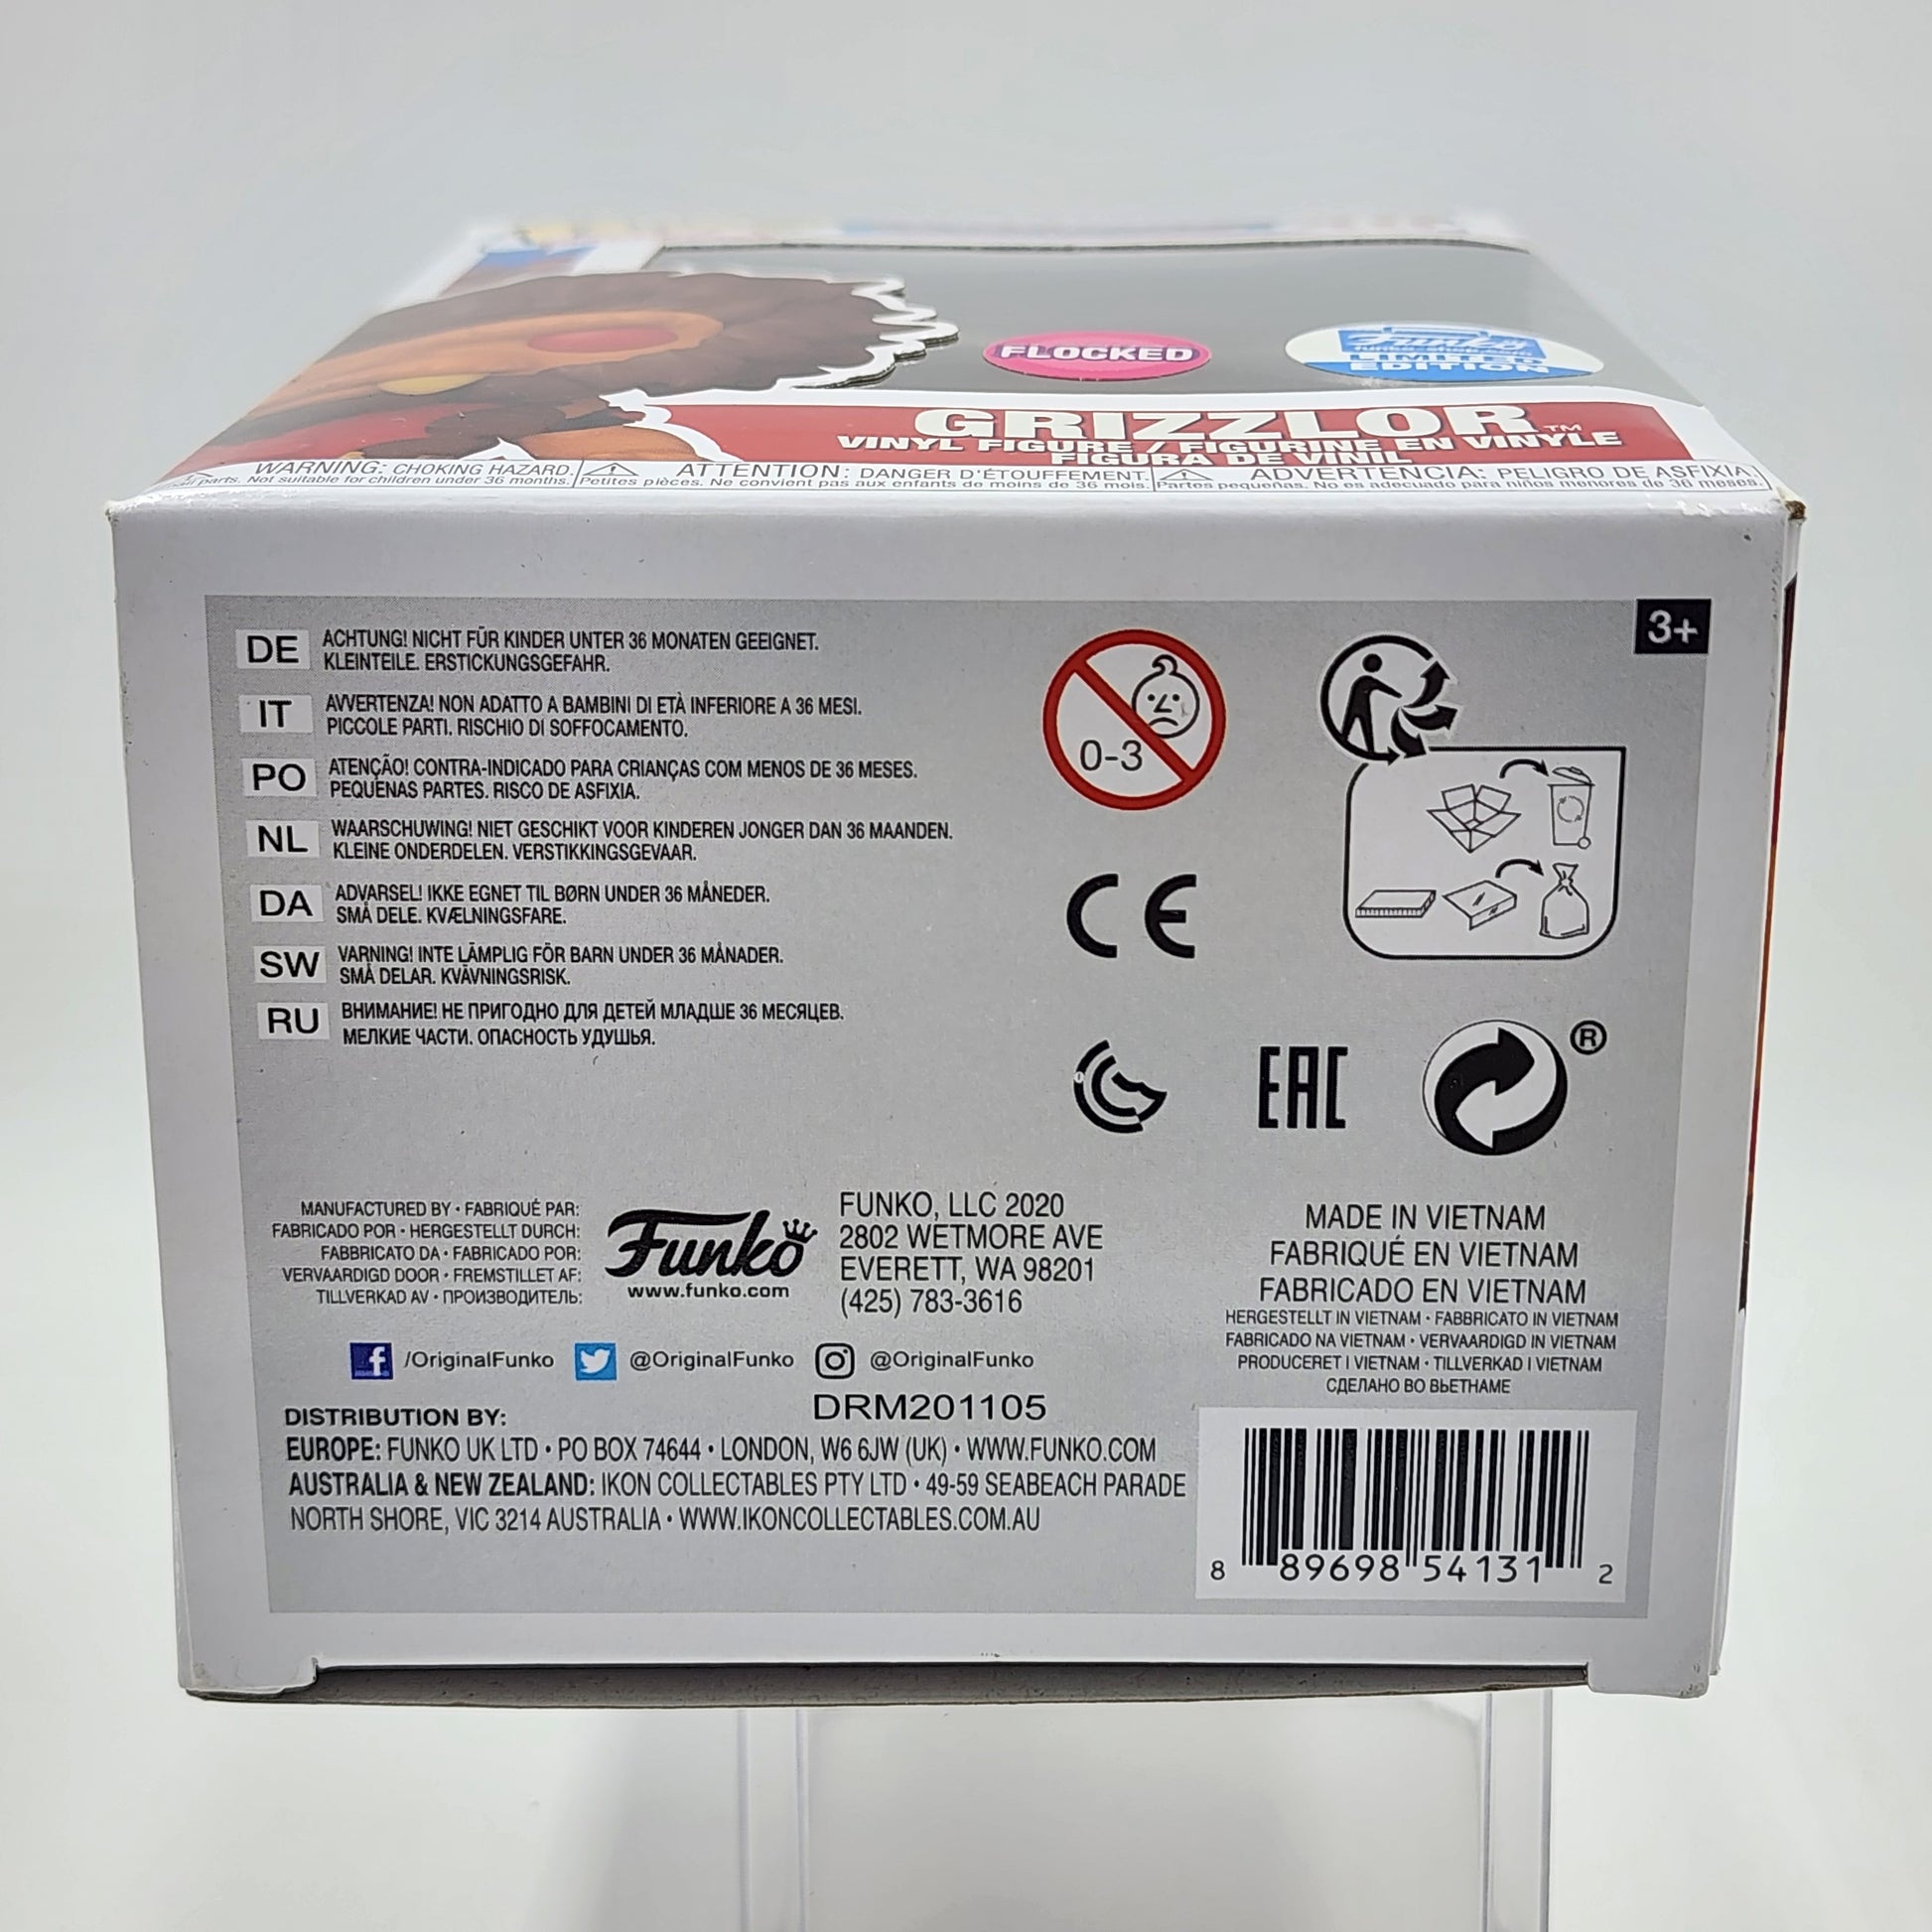 FLOCKED
Funko
LIMITED
EDITION
GRIZZLOR™
VINYL FIGURE / FIGURINE EN VINYLE
FIGURA DE VINIL
WARNING: CHOKING HAZARD.
parts. Not suitable for children under 36 months.
ATTENTION: DANGER D'ÉTOUFFEMENT.
Petites pièces. Ne convient pas aux enfants de moins de 36 mois.
ADVERTENCIA: PELIGRO DE ASFIXIA.
Partes pequeñas. No es adecuado para niños menores de 36 meses.
3+
DE ACHTUNG! NICHT FÜR KINDER UNTER 36 MONATEN GEEIGNET.
KLEINTEILE. ERSTICKUNGSGEFAHR.
IT AVVERTENZA! NON ADATTO A BAMBINI DI ETÀ INFERIORE A 36 MESI.
PICCOLE PARTI. RISCHIO DI SOFFOCAMENTO.
PO ATENÇÃO! CONTRA-INDICADO PARA CRIANÇAS COM MENOS DE 36 MESES.
PEQUENAS PARTES. RISCO DE ASFIXIA.
NL WAARSCHUWING! NIET GESCHIKT VOOR KINDEREN JONGER DAN 36 MAANDEN.
KLEINE ONDERDELEN. VERSTIKKINGSGEVAAR.
DA ADVARSEL! IKKE EGNET TIL BØRN UNDER 36 MÅNEDER.
SMÅ DELE. KVÆLNINGSFARE.
SW VARNING! INTE LÄMPLIG FÖR BARN UNDER 36 MÅNADER.
SMÅ DELAR. KVÄVNINGSRISK.
RU ВНИМАНИЕ! НЕ ПРИГОДНО ДЛЯ ДЕТЕЙ МЛАДШЕ 36 МЕСЯЦЕВ.
МЕЛКИЕ ЧАСТИ. ОПАСНОСТЬ УДУШЬЯ.
0-3
CE
EAC
®
MANUFACTURED BY • FABRIQUÉ PAR:
FABRICADO POR • HERGESTELLT DURCH:
FABBRICATO DA • FABRICADO POR:
VERVAARDIGD DOOR • FREMSTILLET AF:
TILLVERKAD AV • ПРОИЗВОДИТЕЛЬ:
Funko
www.funko.com
FUNKO, LLC 2020
2802 WETMORE AVE
EVERETT, WA 98201
(425) 783-3616
MADE IN VIETNAM
FABRIQUÉ EN VIETNAM
FABRICADO EN VIETNAM
HERGESTELLT IN VIETNAM • FABBRICATO IN VIETNAM
FABRICADO NA VIETNAM • VERVAARDIGD IN VIETNAM
PRODUCERET I VIETNAM • TILLVERKAD I VIETNAM
СДЕЛАНО ВО ВЬЕТНАМЕ
f /OriginalFunko @OriginalFunko @OriginalFunko
DRM201105
DISTRIBUTION BY:
EUROPE: FUNKO UK LTD • PO BOX 74644 • LONDON, W6 6JW (UK) • WWW.FUNKO.COM
AUSTRALIA & NEW ZEALAND: IKON COLLECTABLES PTY LTD • 49-59 SEABEACH PARADE
NORTH SHORE, VIC 3214 AUSTRALIA • WWW.IKONCOLLECTABLES.COM.AU
8 89698 54131 2